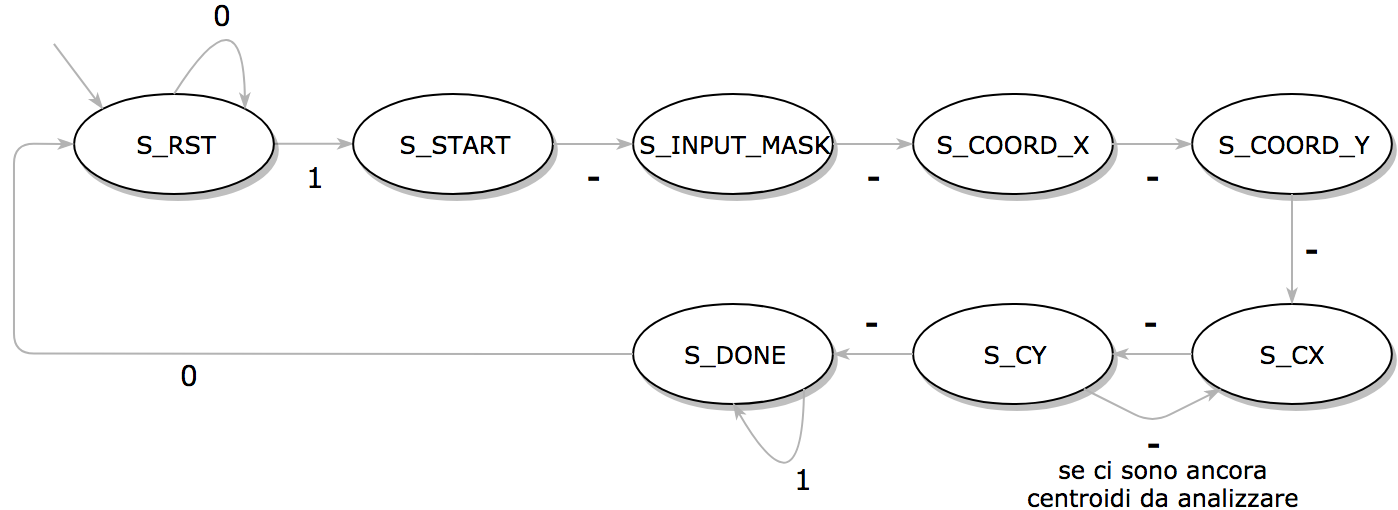 0
S_RST
S_START
S_INPUT_MASK
S_COORD_X
S_COORD_Y
1
-
-
-
-
S_DONE
-
S_CY
-
S_CX
0
1
-
se ci sono ancora
centroidi da analizzare